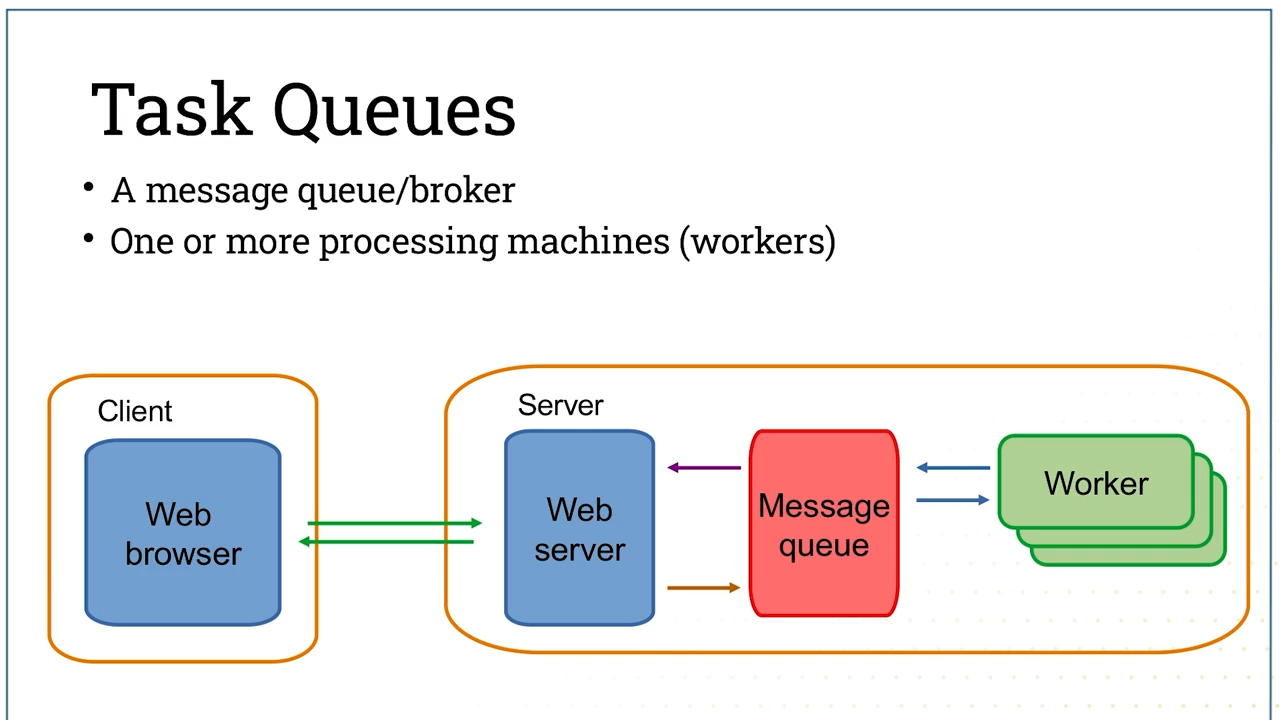 Task Queues
• A message queue/broker
• One or more processing machines (workers)
Client
Web
browser
Server
Web
server
Message
queue
Worker